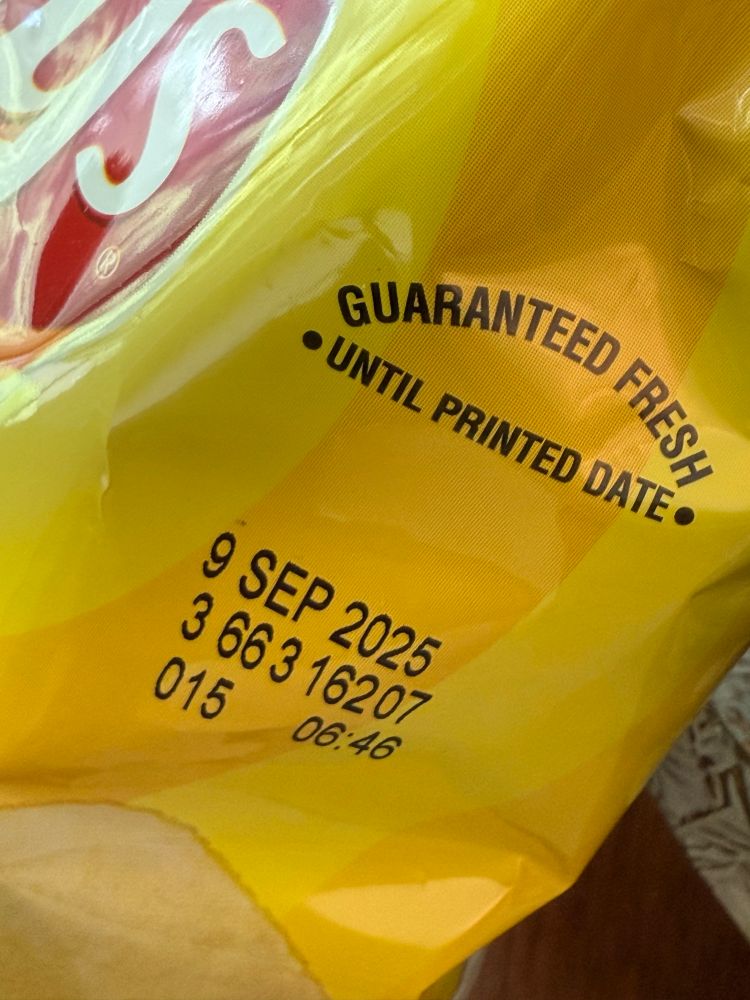 GUARANTEED FRESH
• UNTIL PRINTED DATE •
9 SEP 2025
3 66 3 16207
015 06:46